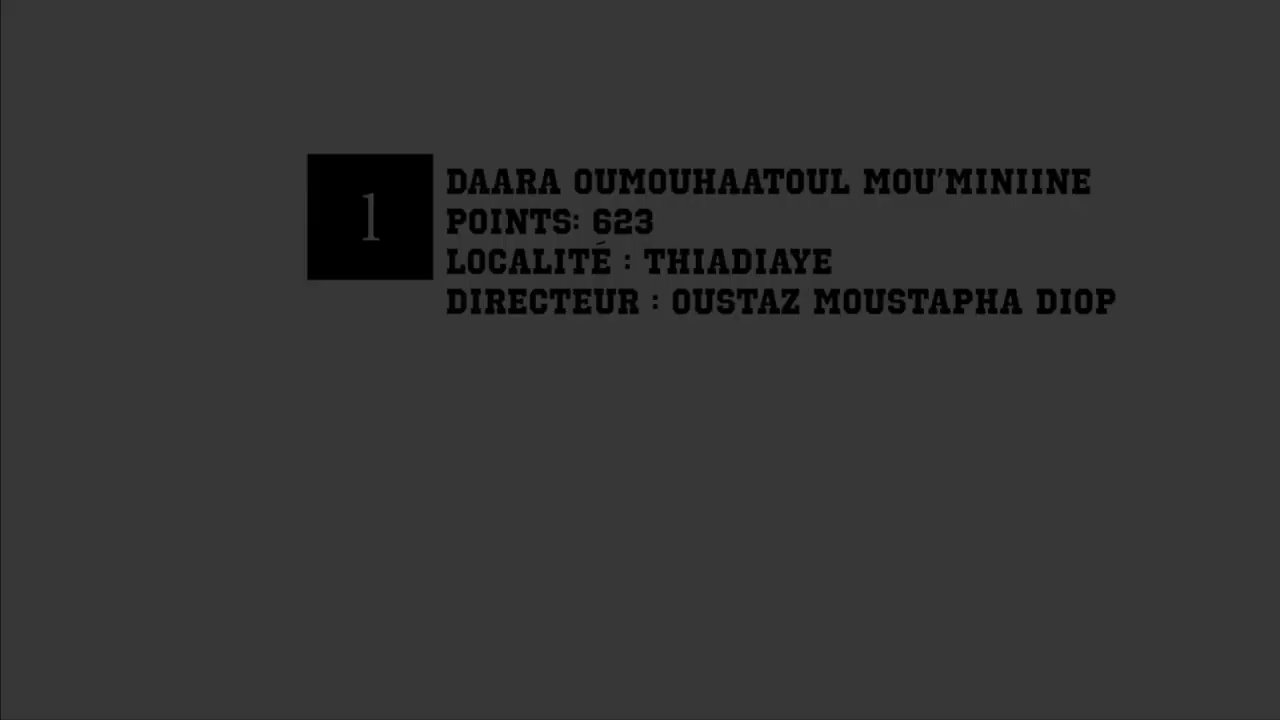 1
DAARA OUMOUHAATOUL MOU'MINIINE
POINTS: 623
LOCALITÉ : THIADIAYE
DIRECTEUR : OUSTAZ MOUSTAPHA DIOP